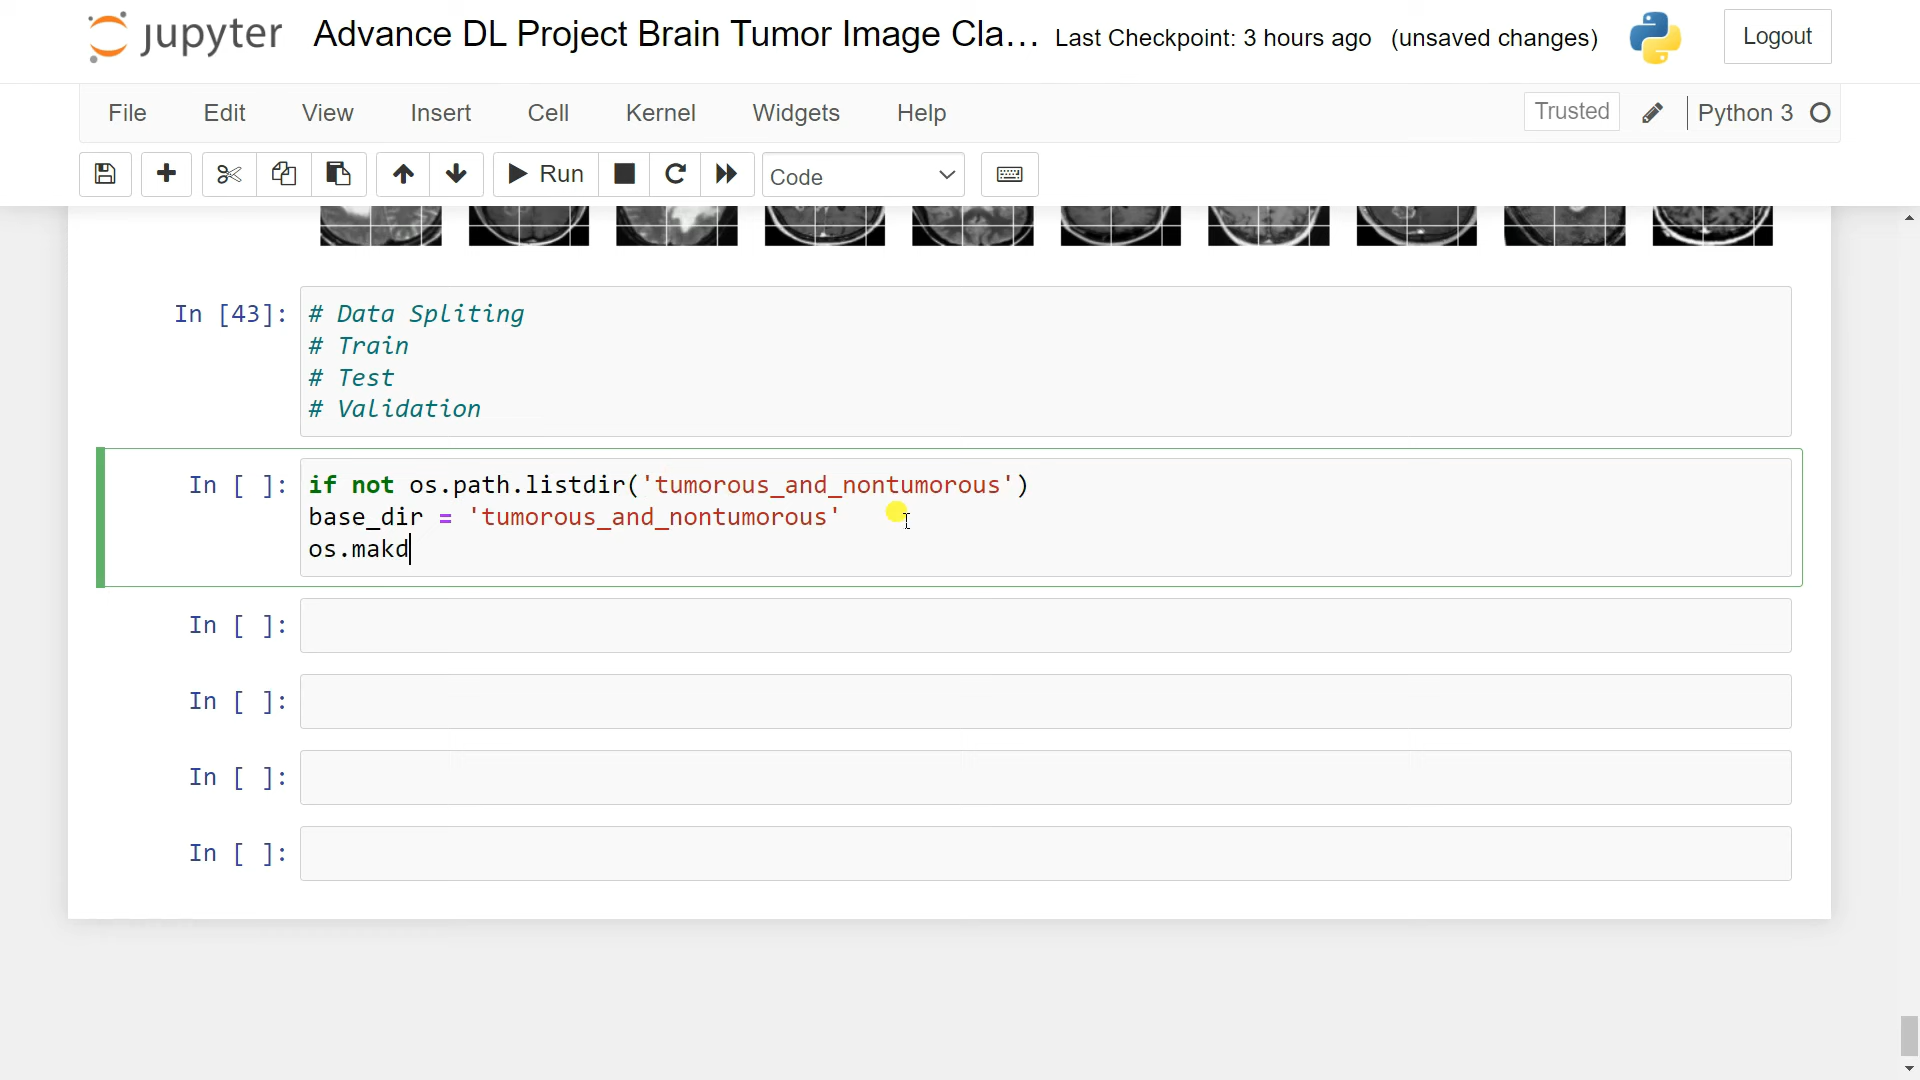 jupyter Advance DL Project Brain Tumor Image Cla... Last Checkpoint: 3 hours ago (unsaved changes) Logout
File Edit View Insert Cell Kernel Widgets Help Trusted Python 3
Run Code
In [43]: # Data Spliting
# Train
# Test
# Validation
In [ ]: if not os.path.listdir('tumorous_and_nontumorous')
base_dir = 'tumorous_and_nontumorous'
os.makd
In [ ]:
In [ ]:
In [ ]:
In [ ]: